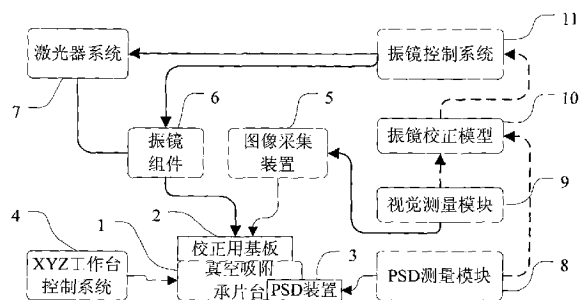 激光器系统
振镜控制系统
11
7
6
5
10
振镜
组件
图像采集
装置
振镜校正模型
4
1
2
校正用基板
3
视觉测量模块
9
XYZ工作台
控制系统
真空吸附
承片台
PSD装置
PSD测量模块
8